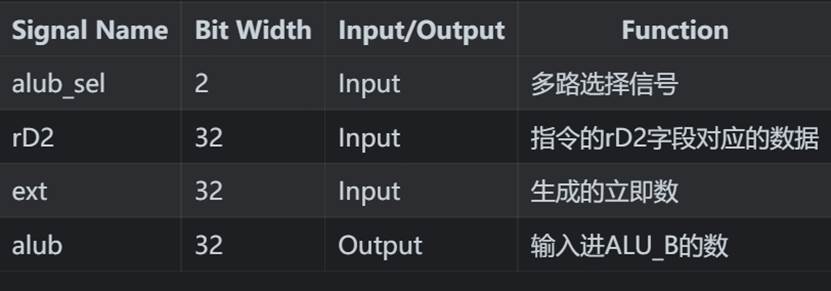 Signal Name Bit Width Input/Output Function
alub_sel 2 Input 多路选择信号
rD2 32 Input 指令的rD2字段对应的数据
ext 32 Input 生成的立即数
alub 32 Output 输入进ALU_B的数